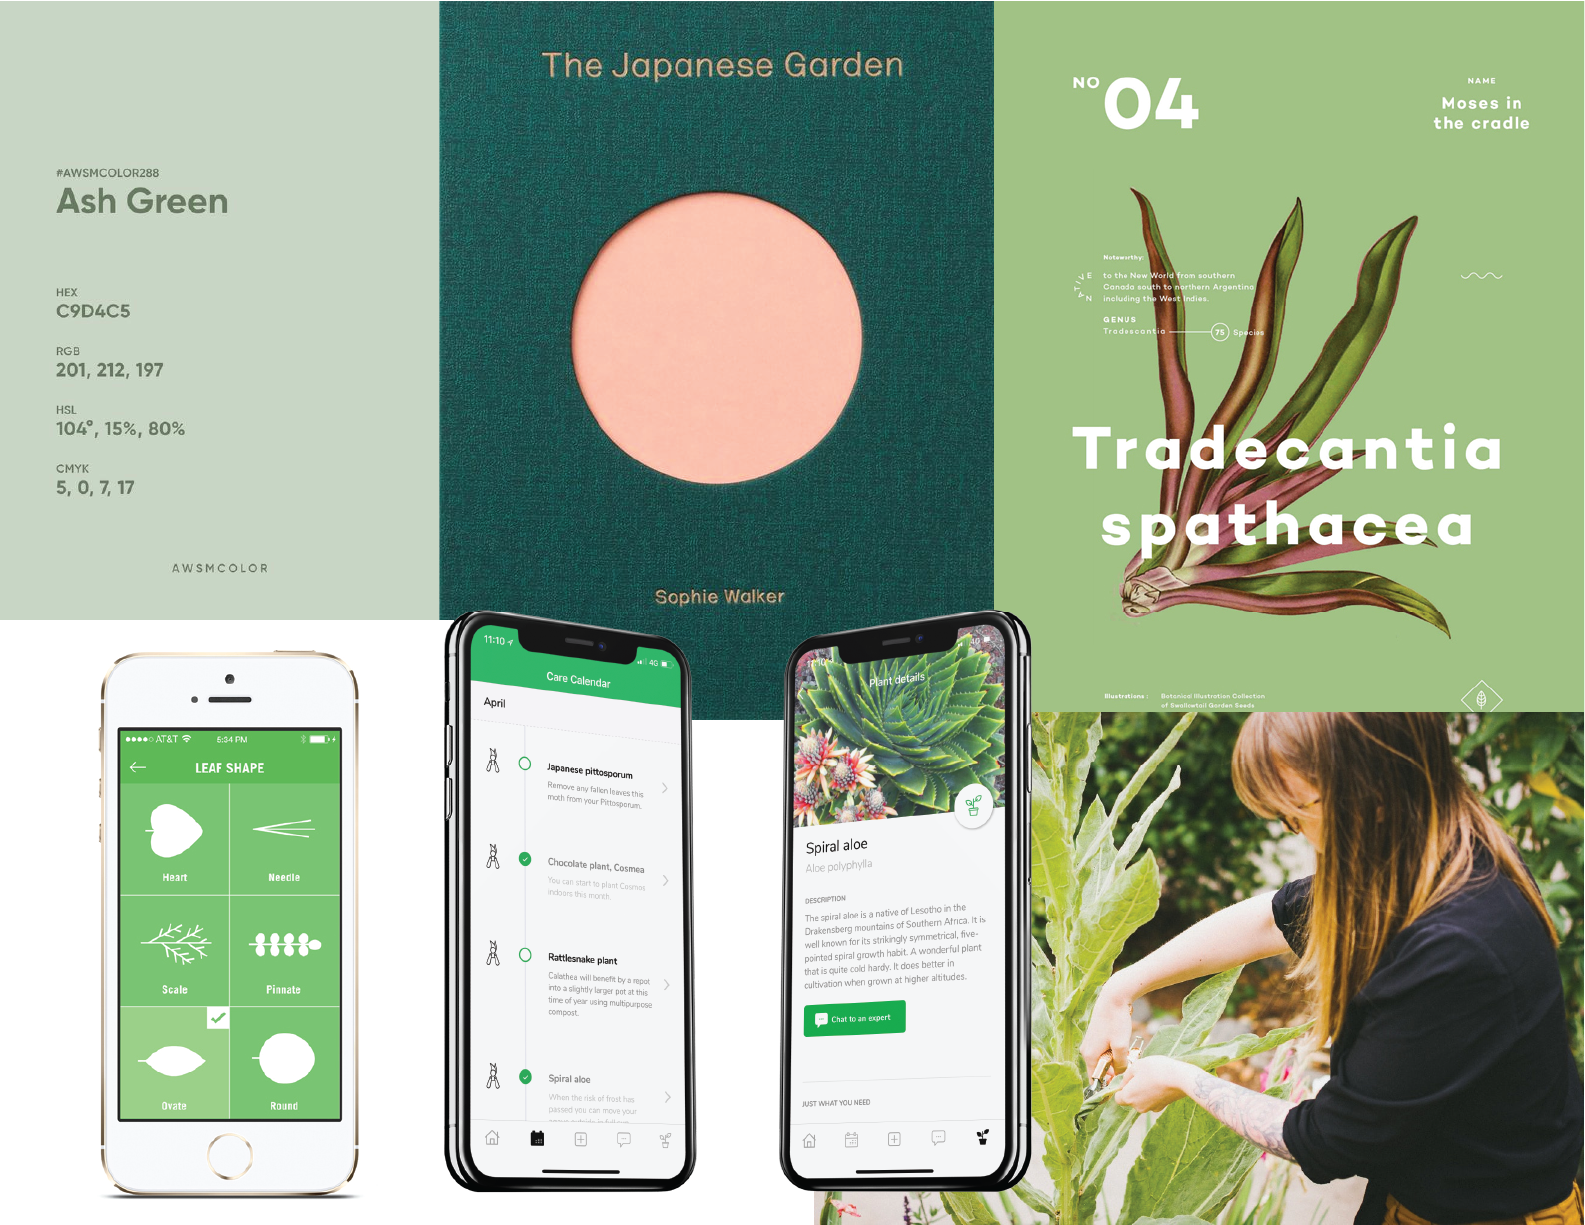 #AWSMCOLOR288
Ash Green
HEX
C9D4C5
RGB
201, 212, 197
HSL
104°, 15%, 80%
CMYK
5, 0, 7, 17
AWSMCOLOR
The Japanese Garden
Sophie Walker
NO 04
NAME
Moses in
the cradle
NATIVE
Noteworthy:
to the New World from southern
Canada south to northern Argentina
including the West Indies.
GENUS
Tradescantia 75 Species
Tradecantia
spathacea
Illustrations : Botanical Illustration Collection
of Swallowtail Garden Seeds
AT&T 5:34 PM
LEAF SHAPE
Heart
Needle
Scale
Pinnate
Ovate
Round
11:10 4G
Care Calendar
April
Japanese pittosporum
Remove any fallen leaves this
moth from your Pittosporum.
Chocolate plant, Cosmea
You can start to plant Cosmea
indoors this month.
Rattlesnake plant
Calathea will benefit by a repot
into a slightly larger pot at this
time of year using multipurpose
compost.
Spiral aloe
When the risk of frost has
passed you can move your
11:10 4G
Plant details
Spiral aloe
Aloe polyphylla
DESCRIPTION
The spiral aloe is a native of Lesotho in the
Drakensberg mountains of Southern Africa. It is
well known for its strikingly symmetrical, five-
pointed spiral growth habit. A wonderful plant
that is quite cold hardy. It does better in
cultivation when grown at higher altitudes.
Chat to an expert
JUST WHAT YOU NEED